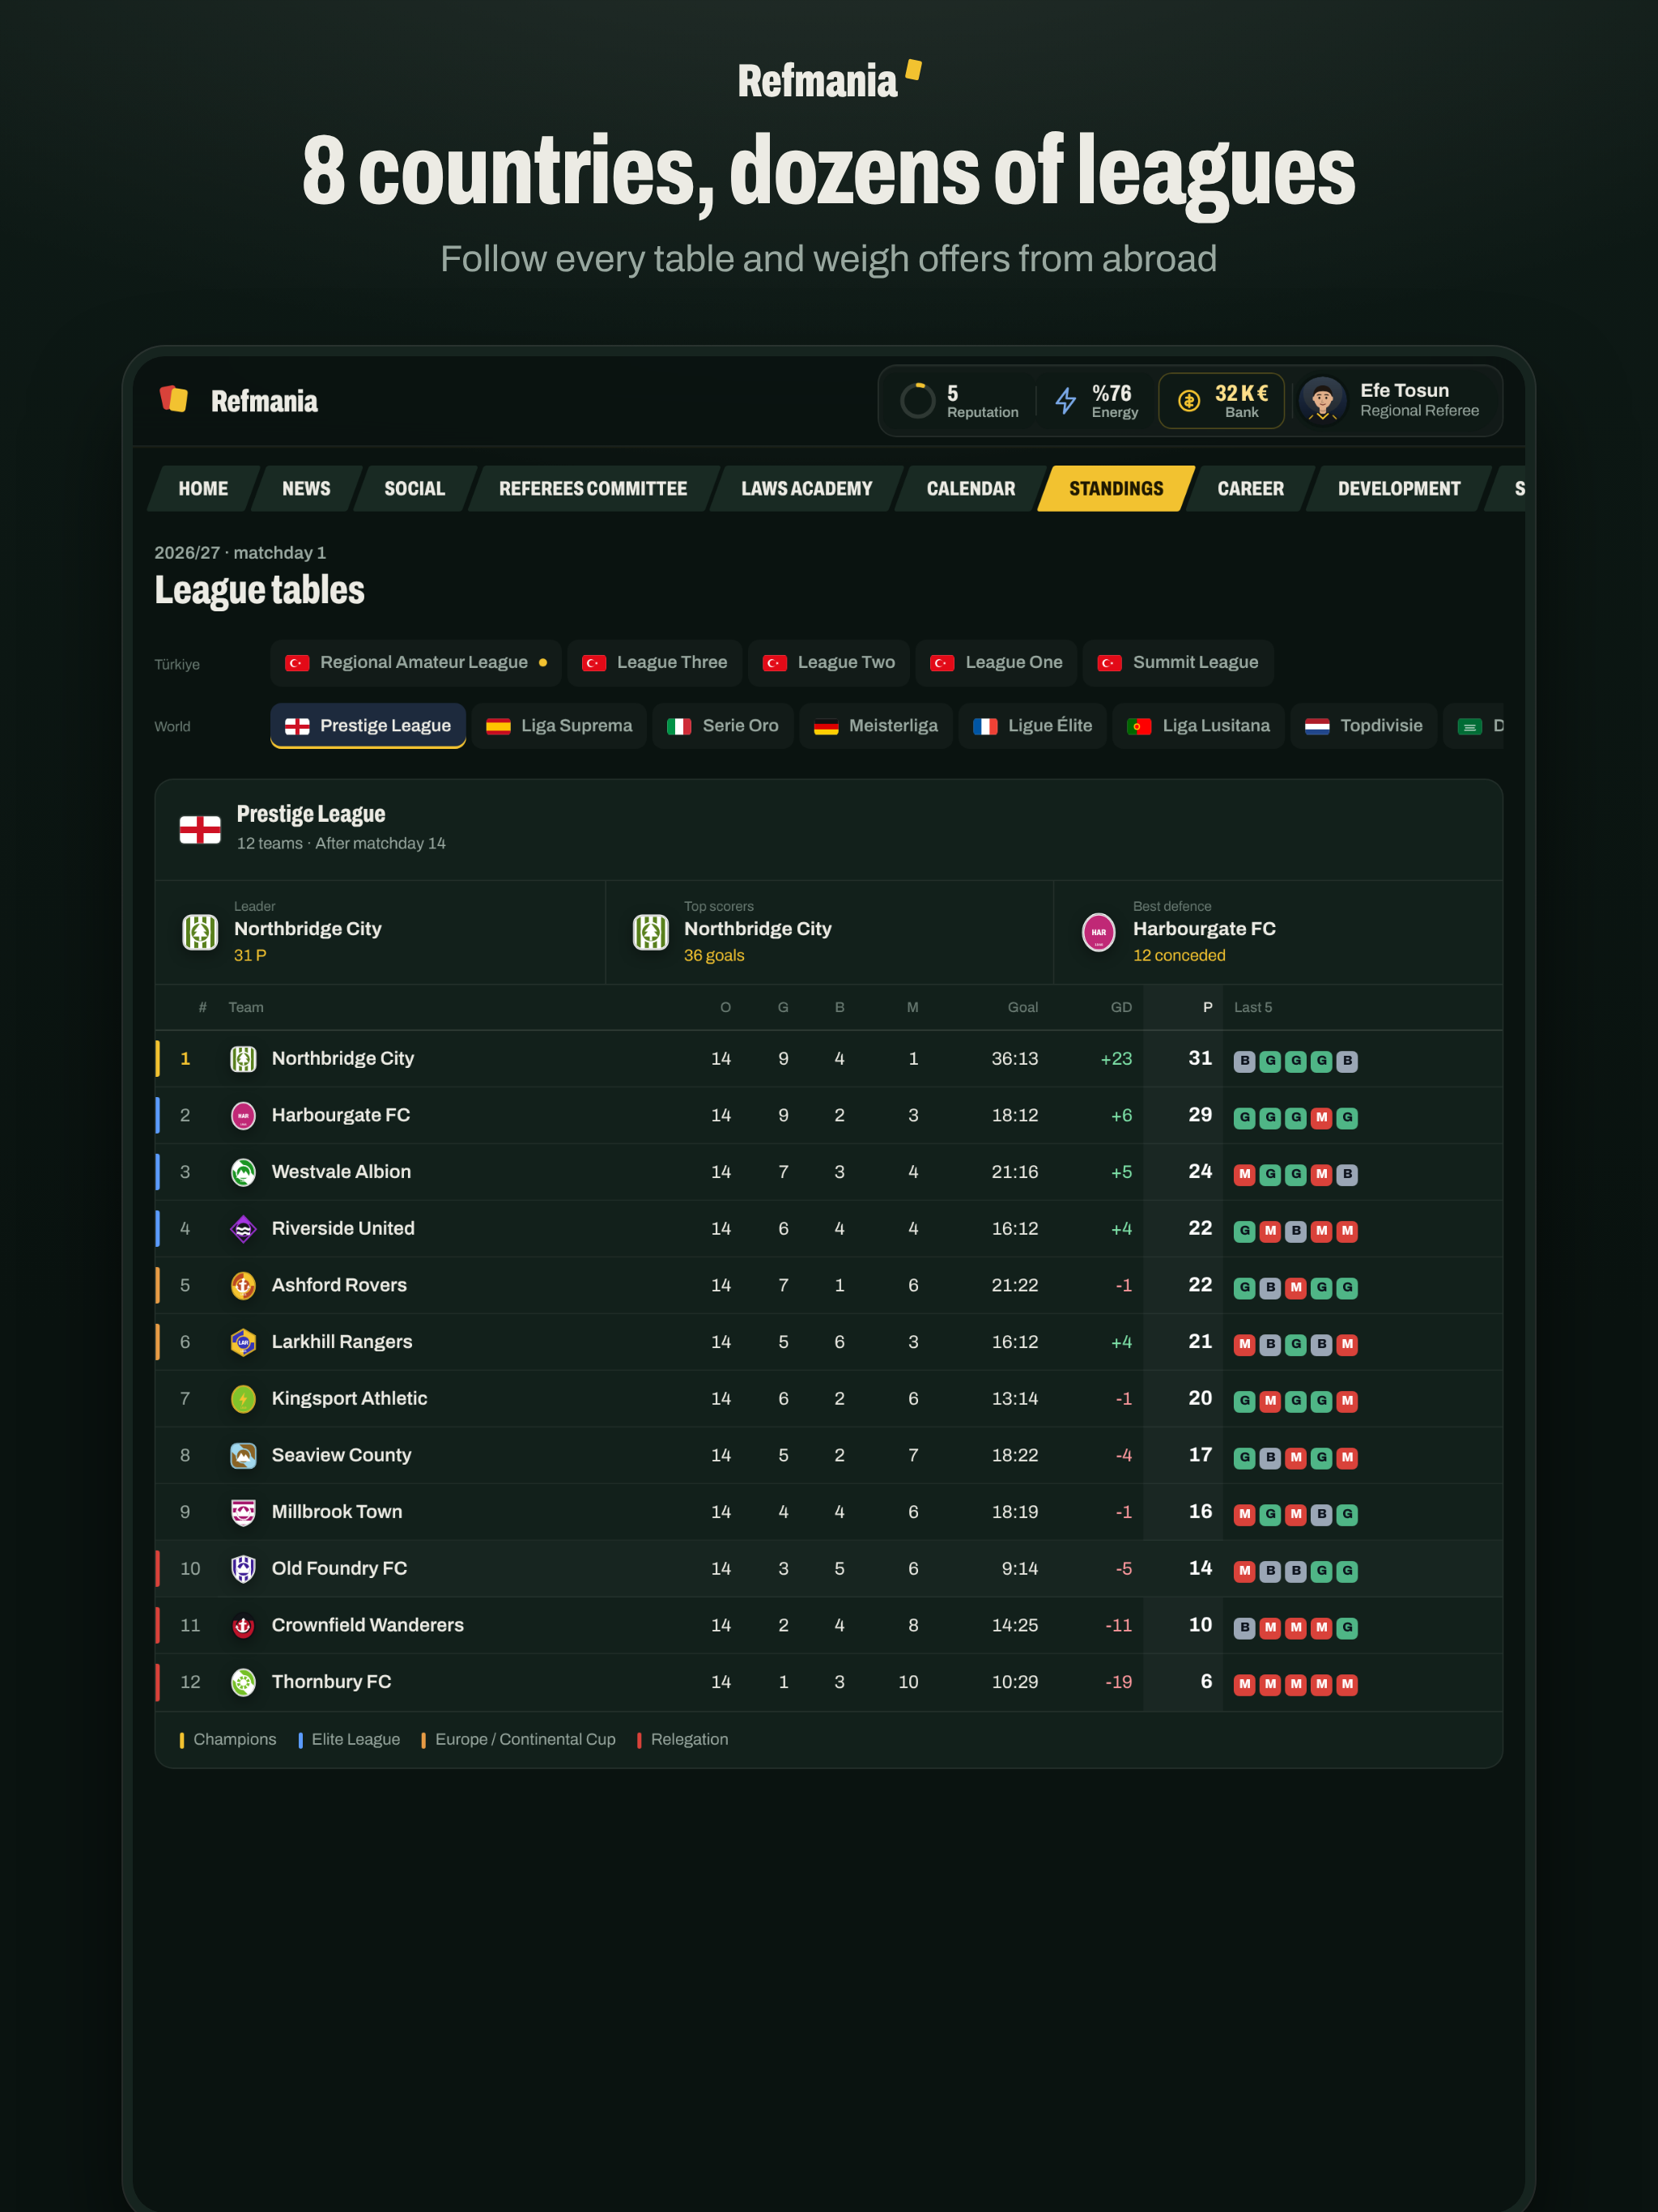 Refmania
8 countries, dozens of leagues
Follow every table and weigh offers from abroad
Refmania
5
Reputation
%76
Energy
32 K €
Bank
Efe Tosun
Regional Referee
HOME NEWS SOCIAL REFEREES COMMITTEE LAWS ACADEMY CALENDAR STANDINGS CAREER DEVELOPMENT S
2026/27 · matchday 1
League tables
Türkiye Regional Amateur League League Three League Two League One Summit League
World Prestige League Liga Suprema Serie Oro Meisterliga Ligue Élite Liga Lusitana Topdivisie D
Prestige League
12 teams · After matchday 14
Leader
Northbridge City
31 P
Top scorers
Northbridge City
36 goals
Best defence
Harbourgate FC
12 conceded
# Team O G B M Goal GD P Last 5
1 Northbridge City 14 9 4 1 36:13 +23 31 B G G G B
2 HAR Harbourgate FC 14 9 2 3 18:12 +6 29 G G G M G
3 Westvale Albion 14 7 3 4 21:16 +5 24 M G G M B
4 Riverside United 14 6 4 4 16:12 +4 22 G M B M M
5 Ashford Rovers 14 7 1 6 21:22 -1 22 G B M G G
6 LAR Larkhill Rangers 14 5 6 3 16:12 +4 21 M B G B M
7 Kingsport Athletic 14 6 2 6 13:14 -1 20 G M G G M
8 Seaview County 14 5 2 7 18:22 -4 17 G B M G M
9 Millbrook Town 14 4 4 6 18:19 -1 16 M G M B G
10 Old Foundry FC 14 3 5 6 9:14 -5 14 M B B G G
11 Crownfield Wanderers 14 2 4 8 14:25 -11 10 B M M M G
12 Thornbury FC 14 1 3 10 10:29 -19 6 M M M M M
Champions Elite League Europe / Continental Cup Relegation